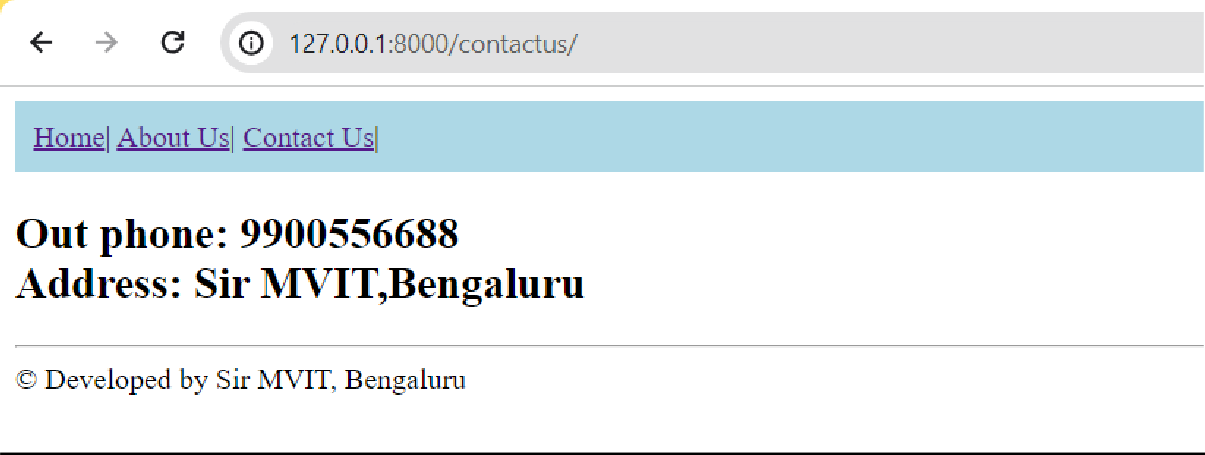 127.0.0.1:8000/contactus/
Home| About Us| Contact Us|
Out phone: 9900556688
Address: Sir MVIT,Bengaluru
© Developed by Sir MVIT, Bengaluru